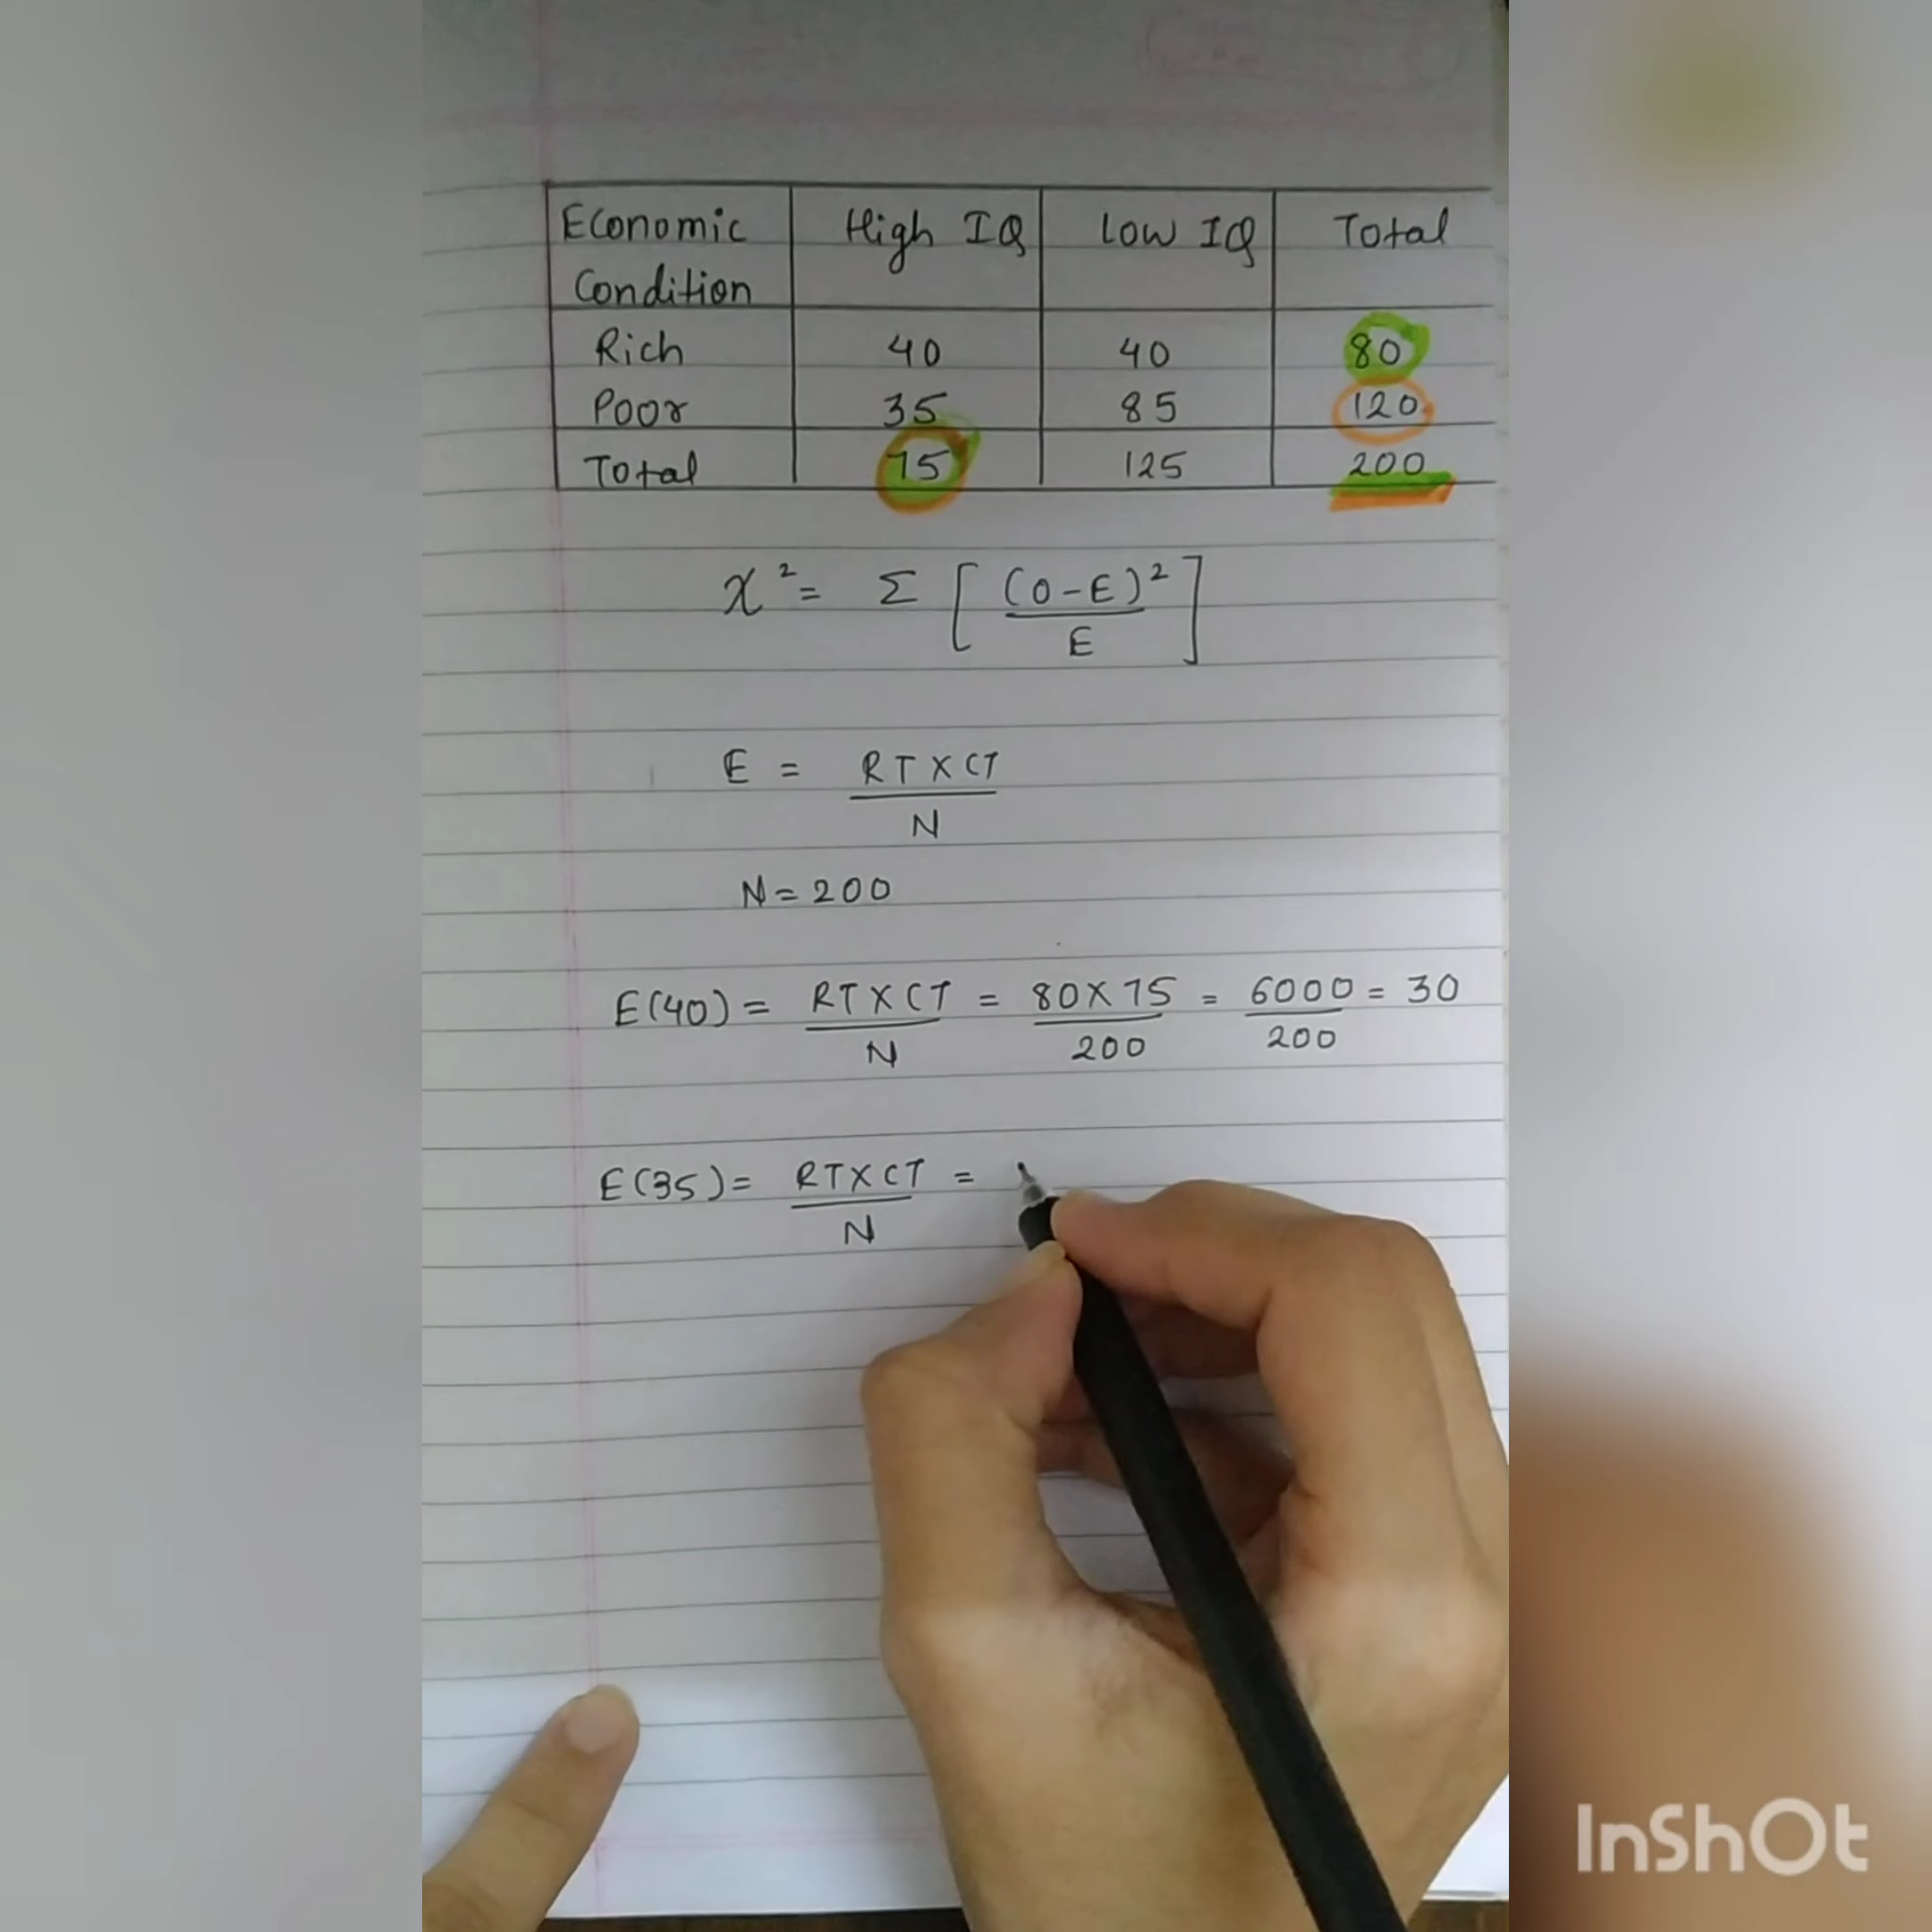 Economic Condition High IQ Low IQ Total
Rich 40 40 80
Poor 35 85 120
Total 75 125 200
χ² = Σ [ (O-E)² / E ]
E = RT X CT / N
N = 200
E(40) = RT X CT / N = 80 X 75 / 200 = 6000 / 200 = 30
E(35) = RT X CT / N =
InShOt